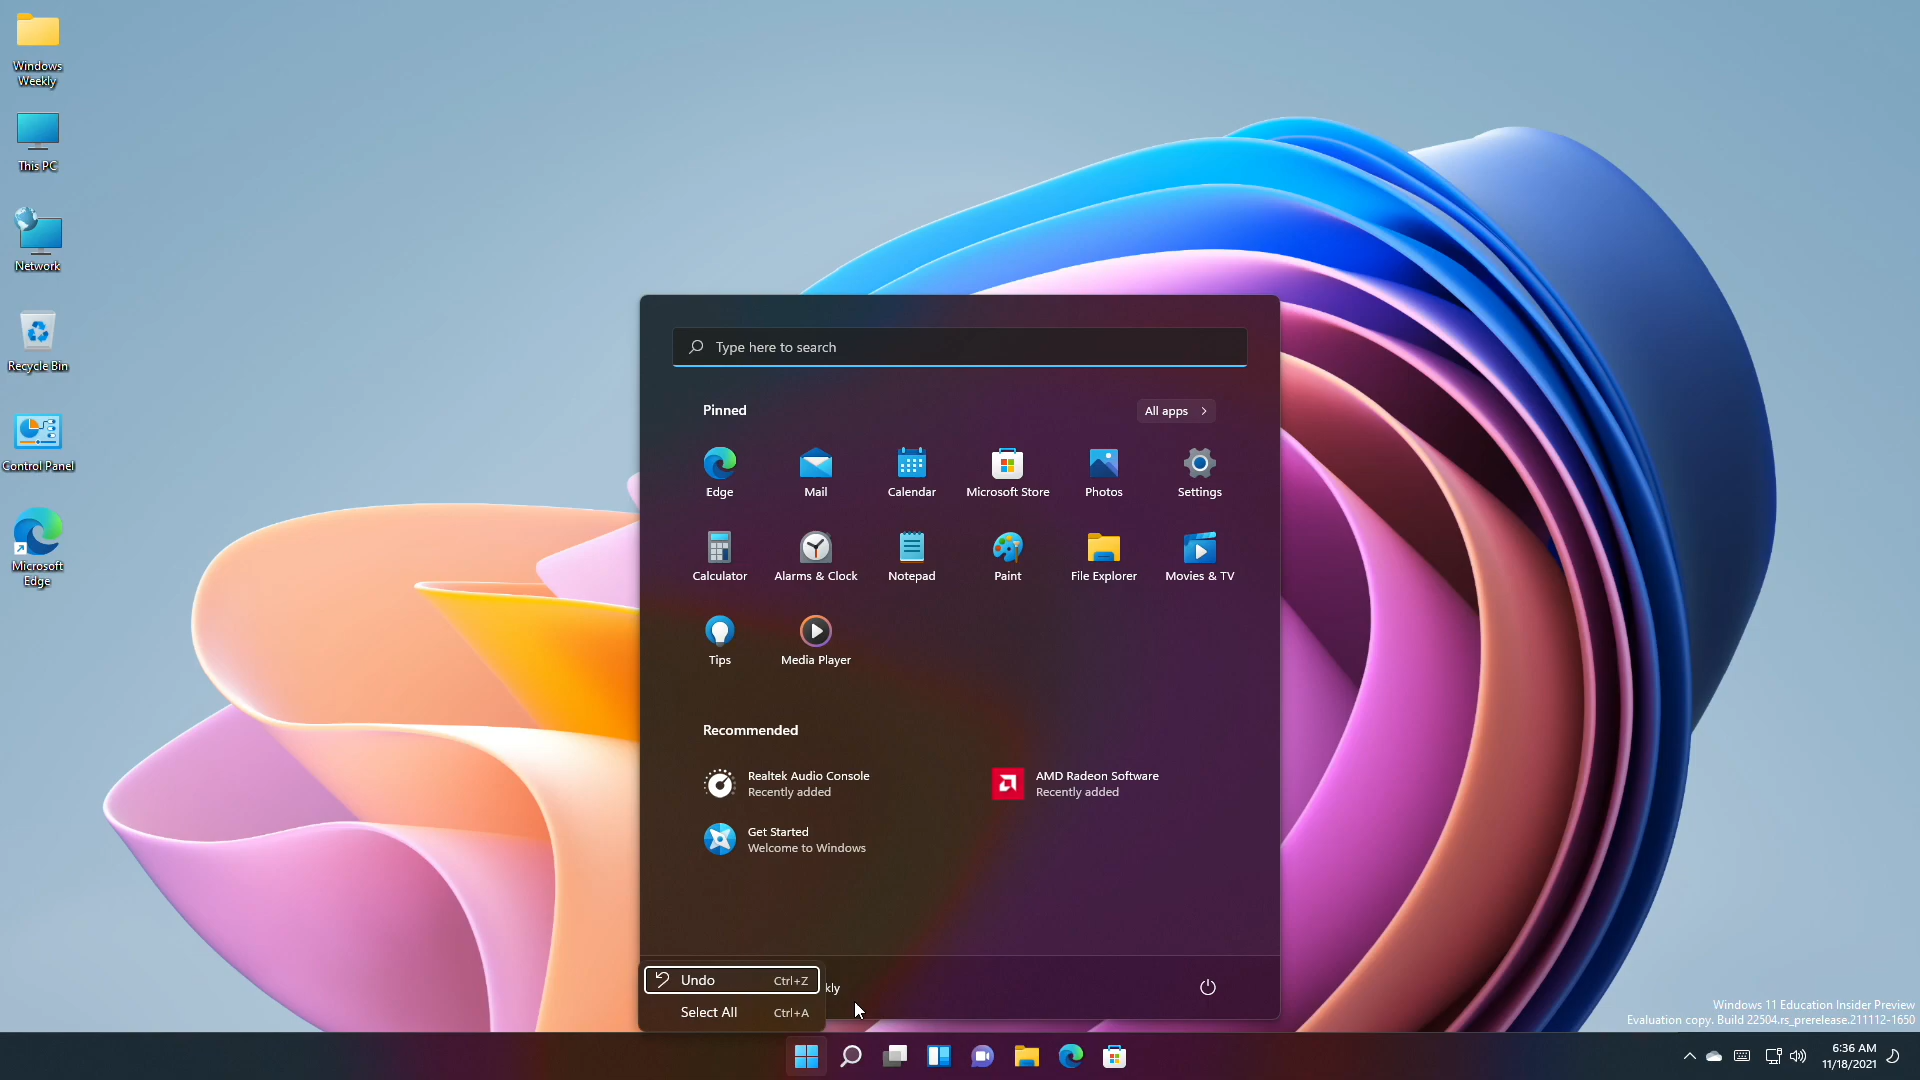 Windows
Weekly
This PC
Network
Recycle Bin
Control Panel
Microsoft
Edge
Type here to search
Pinned
All apps
Edge
Mail
Calendar
Microsoft Store
Photos
Settings
Calculator
Alarms & Clock
Notepad
Paint
File Explorer
Movies & TV
Tips
Media Player
Recommended
Realtek Audio Console
Recently added
AMD Radeon Software
Recently added
Get Started
Welcome to Windows
Undo Ctrl+Z
kly
Select All Ctrl+A
Windows 11 Education Insider Preview
Evaluation copy. Build 22504.rs_prerelease.211112-1650
6:36 AM
11/18/2021